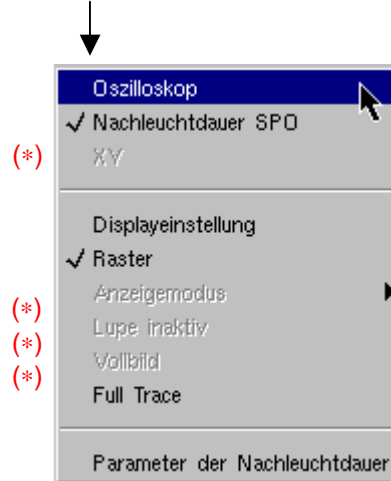 Oszilloskop
✓ Nachleuchtdauer SPO
(*) XY
Displayeinstellung
✓ Raster
(*) Anzeigemodus
(*) Lupe inaktiv
(*) Vollbild
Full Trace
Parameter der Nachleuchtdauer